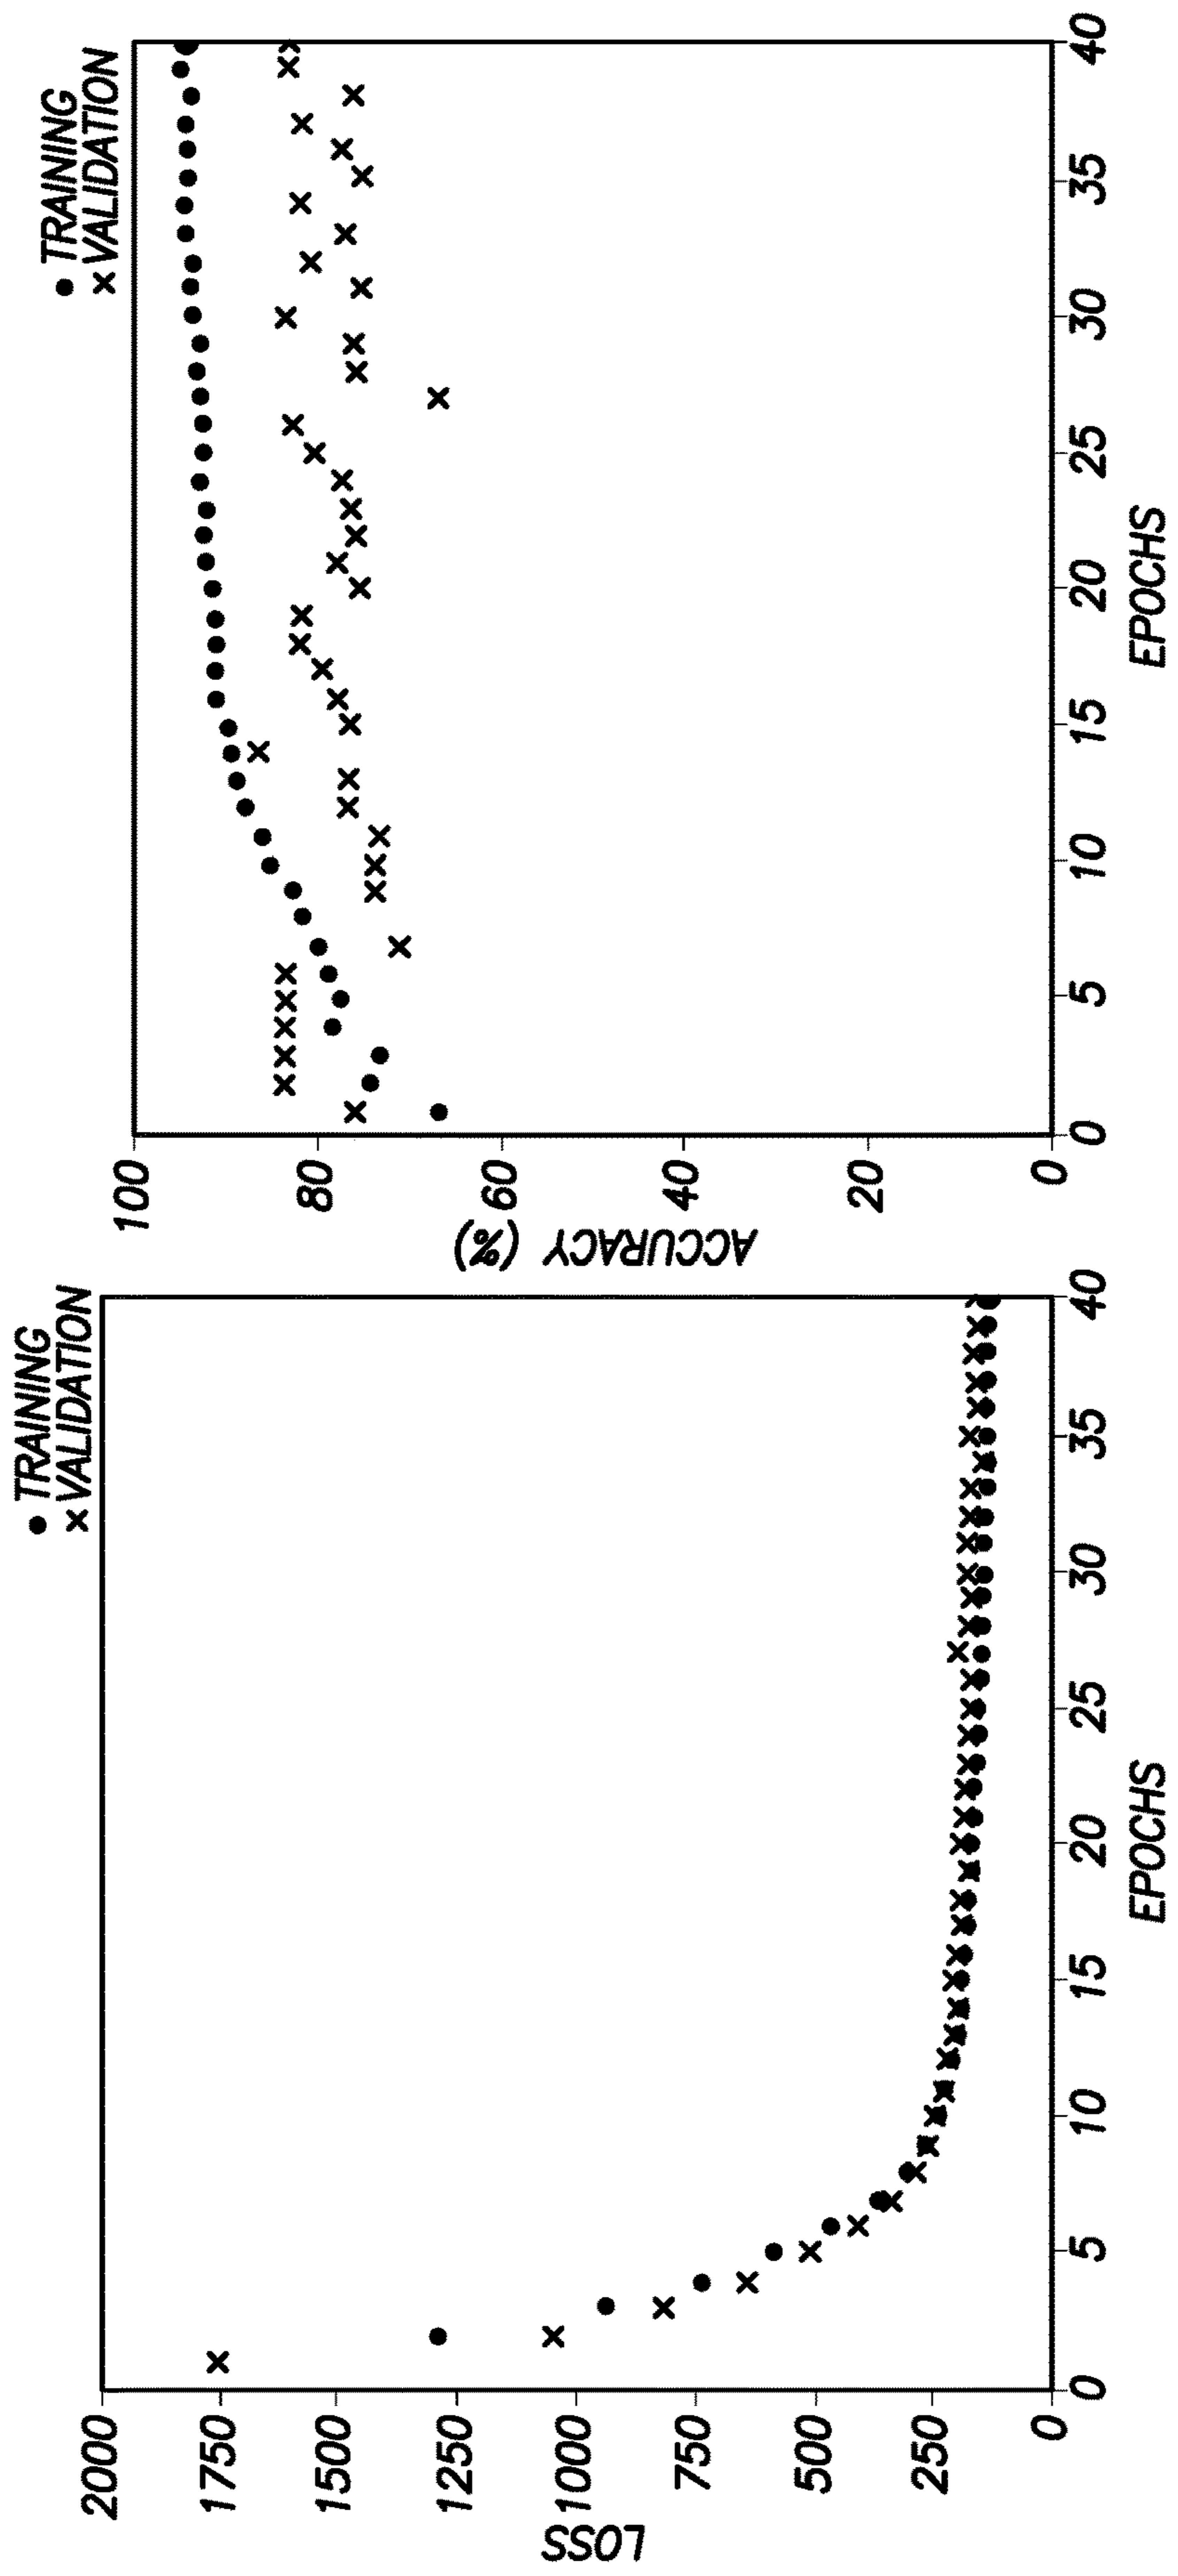 ● TRAINING
× VALIDATION
2000
1750
1500
1250
1000
750
500
250
0
LOSS
0 5 10 15 20 25 30 35 40
EPOCHS
● TRAINING
× VALIDATION
100
80
60
40
20
0
ACCURACY (%)
0 5 10 15 20 25 30 35 40
EPOCHS